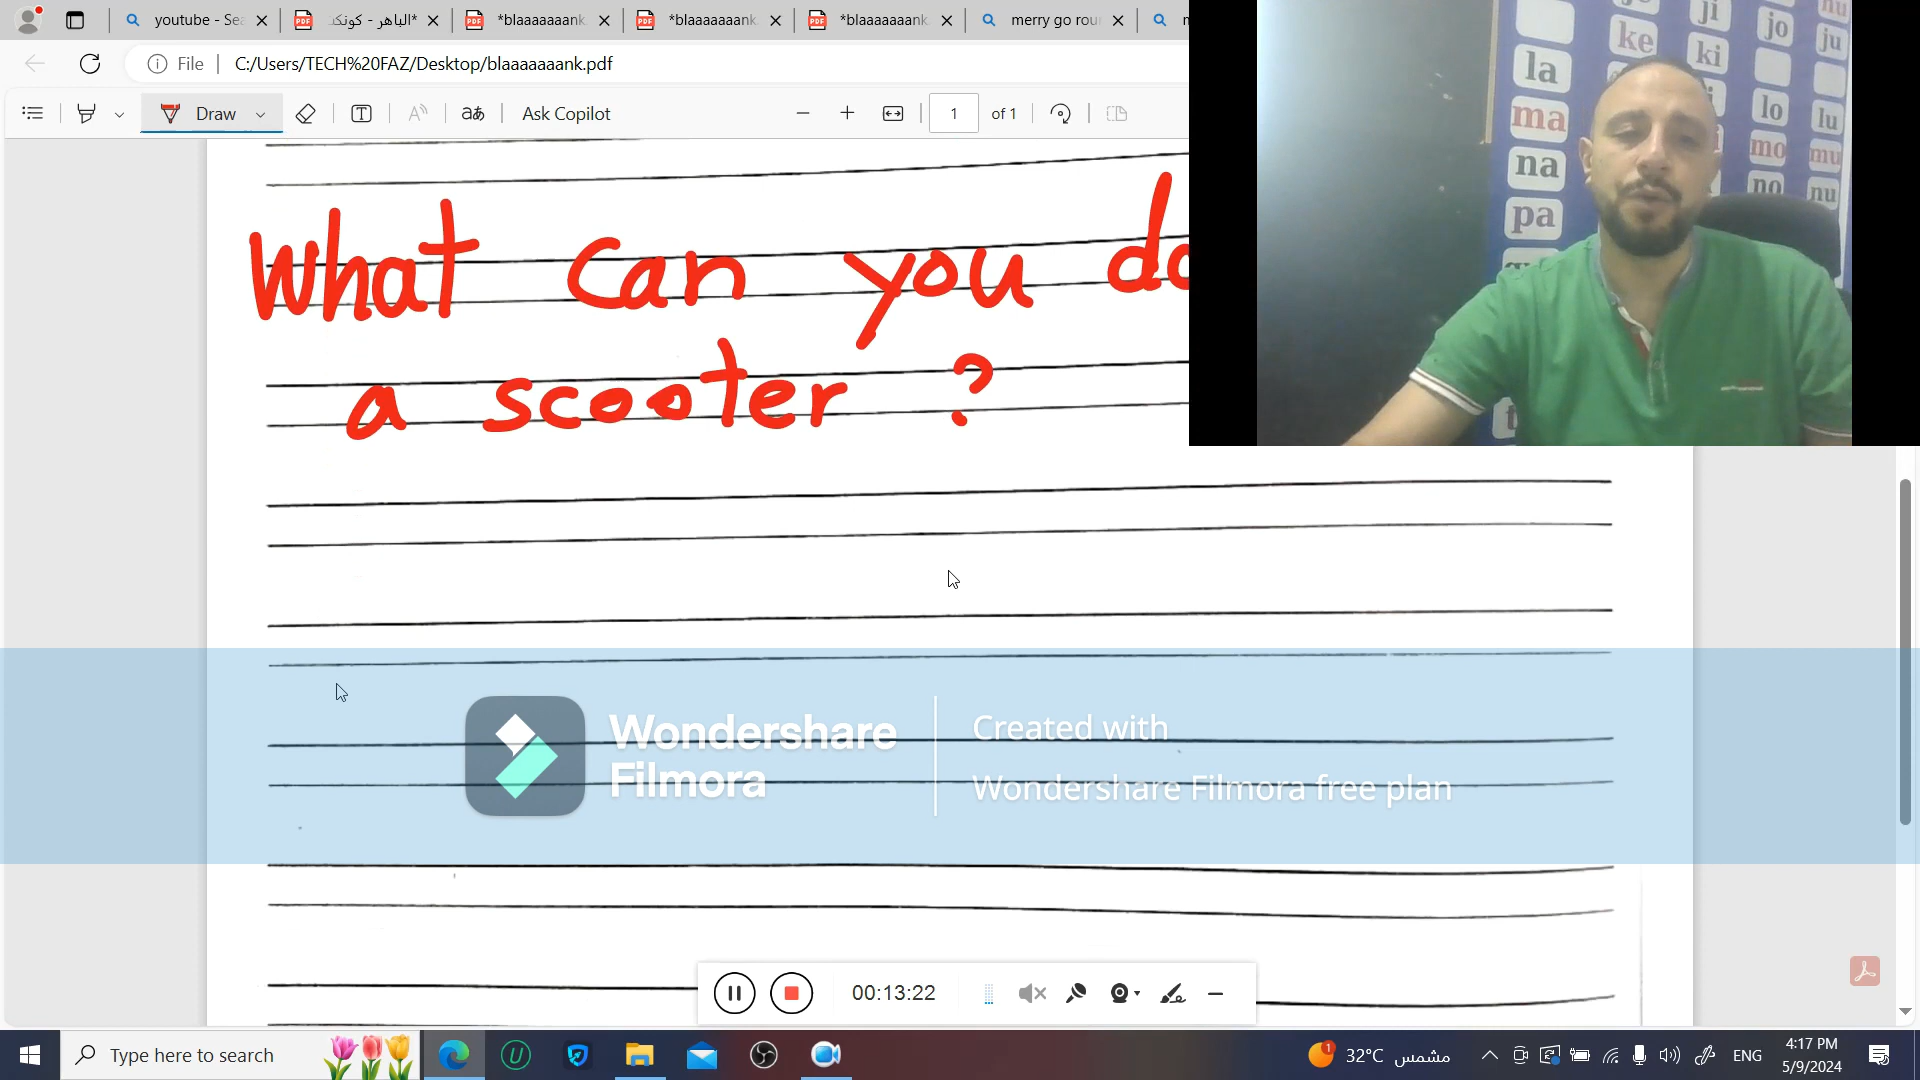 youtube - Sea
الباهر - كونكت*
*blaaaaaaank.
*blaaaaaaank.
*blaaaaaaank.
merry go rou
File
C:/Users/TECH%20FAZ/Desktop/blaaaaaaank.pdf
Draw
Ask Copilot
1 of 1
What can you do
a scooter ?
ji
jo
ju
ke
ki
la
lo
lu
ma
mo
mu
na
no
nu
pa
Wondershare
Filmora
Created with
Wondershare Filmora free plan
00:13:22
Type here to search
32°C مشمس
ENG
4:17 PM
5/9/2024